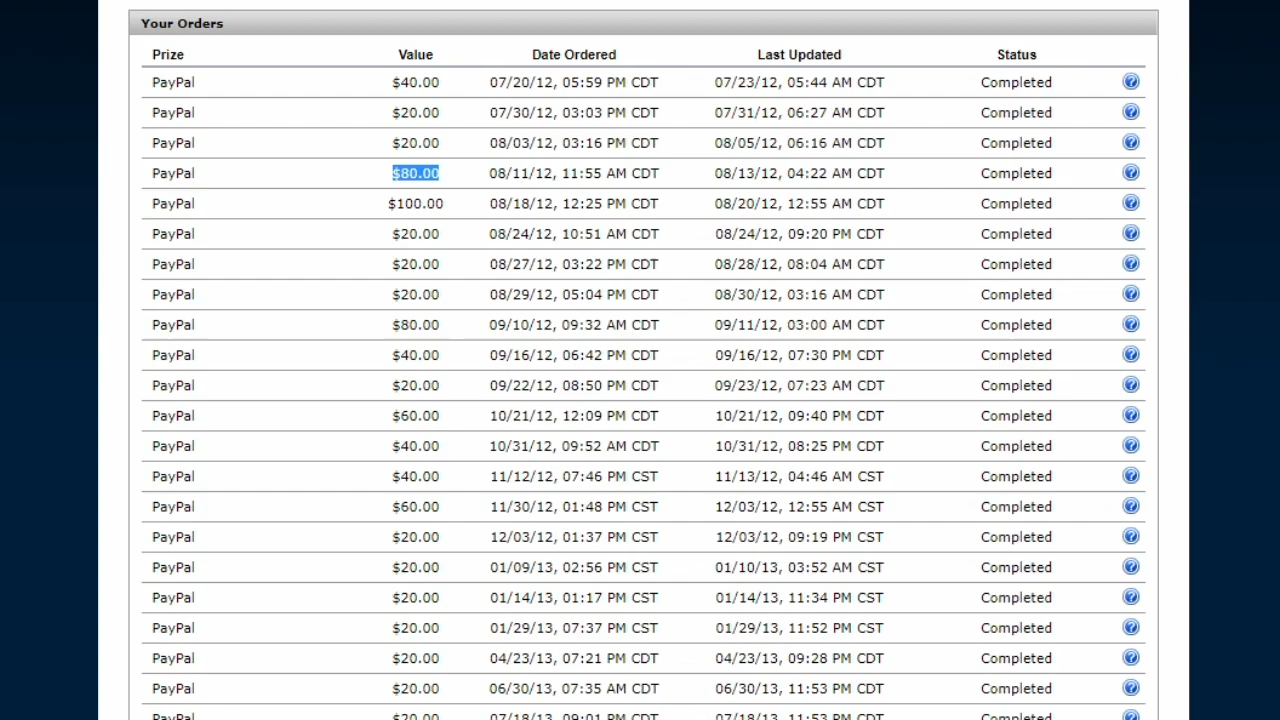 Your Orders
Prize Value Date Ordered Last Updated Status
PayPal $40.00 07/20/12, 05:59 PM CDT 07/23/12, 05:44 AM CDT Completed
PayPal $20.00 07/30/12, 03:03 PM CDT 07/31/12, 06:27 AM CDT Completed
PayPal $20.00 08/03/12, 03:16 PM CDT 08/05/12, 06:16 AM CDT Completed
PayPal $80.00 08/11/12, 11:55 AM CDT 08/13/12, 04:22 AM CDT Completed
PayPal $100.00 08/18/12, 12:25 PM CDT 08/20/12, 12:55 AM CDT Completed
PayPal $20.00 08/24/12, 10:51 AM CDT 08/24/12, 09:20 PM CDT Completed
PayPal $20.00 08/27/12, 03:22 PM CDT 08/28/12, 08:04 AM CDT Completed
PayPal $20.00 08/29/12, 05:04 PM CDT 08/30/12, 03:16 AM CDT Completed
PayPal $80.00 09/10/12, 09:32 AM CDT 09/11/12, 03:00 AM CDT Completed
PayPal $40.00 09/16/12, 06:42 PM CDT 09/16/12, 07:30 PM CDT Completed
PayPal $20.00 09/22/12, 08:50 PM CDT 09/23/12, 07:23 AM CDT Completed
PayPal $60.00 10/21/12, 12:09 PM CDT 10/21/12, 09:40 PM CDT Completed
PayPal $40.00 10/31/12, 09:52 AM CDT 10/31/12, 08:25 PM CDT Completed
PayPal $40.00 11/12/12, 07:46 PM CST 11/13/12, 04:46 AM CST Completed
PayPal $60.00 11/30/12, 01:48 PM CST 12/03/12, 12:55 AM CST Completed
PayPal $20.00 12/03/12, 01:37 PM CST 12/03/12, 09:19 PM CST Completed
PayPal $20.00 01/09/13, 02:56 PM CST 01/10/13, 03:52 AM CST Completed
PayPal $20.00 01/14/13, 01:17 PM CST 01/14/13, 11:34 PM CST Completed
PayPal $20.00 01/29/13, 07:37 PM CST 01/29/13, 11:52 PM CST Completed
PayPal $20.00 04/23/13, 07:21 PM CDT 04/23/13, 09:28 PM CDT Completed
PayPal $20.00 06/30/13, 07:35 AM CDT 06/30/13, 11:53 PM CDT Completed
PayPal $20.00 07/18/13, 09:01 PM CDT 07/18/13, 11:53 PM CDT Completed